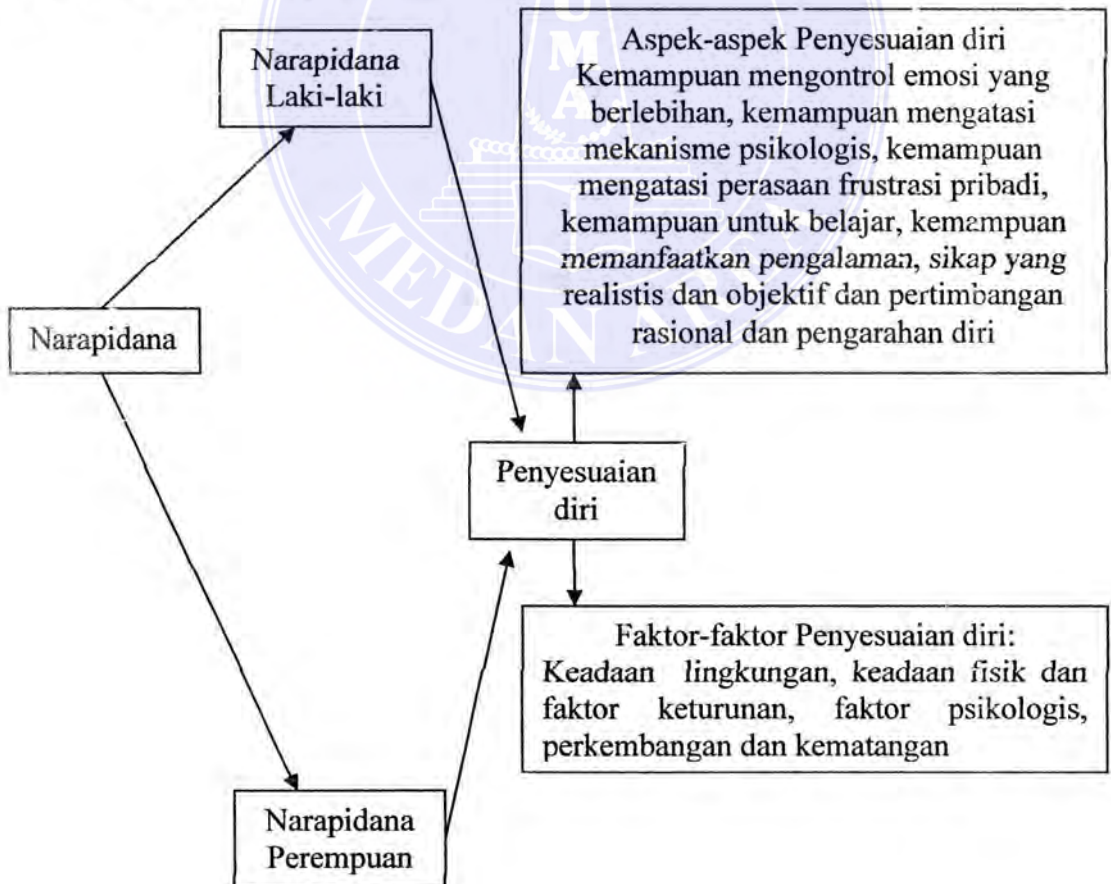 Narapidana
Laki-laki
Aspek-aspek Penyesuaian diri
Kemampuan mengontrol emosi yang
berlebihan, kemampuan mengatasi
mekanisme psikologis, kemampuan
mengatasi perasaan frustrasi pribadi,
kemampuan untuk belajar, kemampuan
memanfaatkan pengalaman, sikap yang
realistis dan objektif dan pertimbangan
rasional dan pengarahan diri
Narapidana
Penyesuaian
diri
Faktor-faktor Penyesuaian diri:
Keadaan lingkungan, keadaan fisik dan
faktor keturunan, faktor psikologis,
perkembangan dan kematangan
Narapidana
Perempuan
UMA
MEDAN AREA